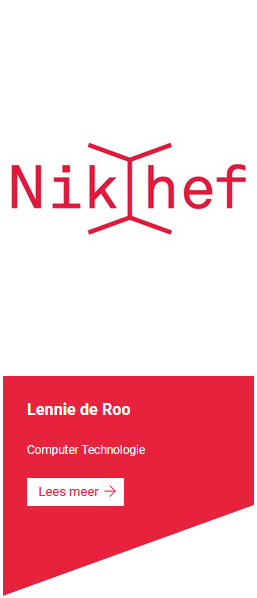 Nikhef
Lennie de Roo
Computer Technologie
Lees meer →